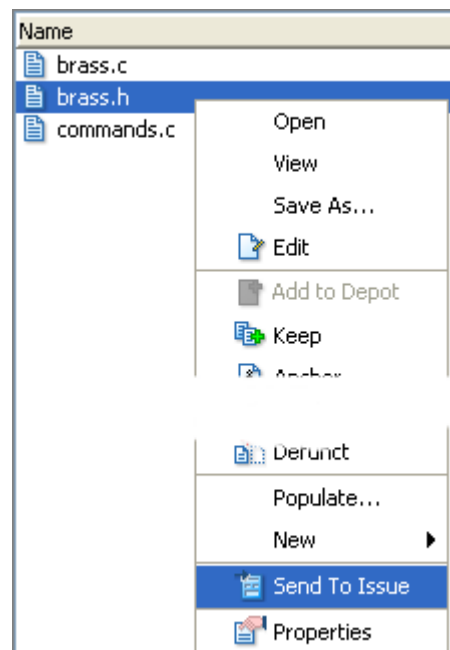 Name
brass.c
brass.h
commands.c
Open
View
Save As...
Edit
Add to Depot
Keep
Anchor
Defunct
Populate...
New
Send To Issue
Properties